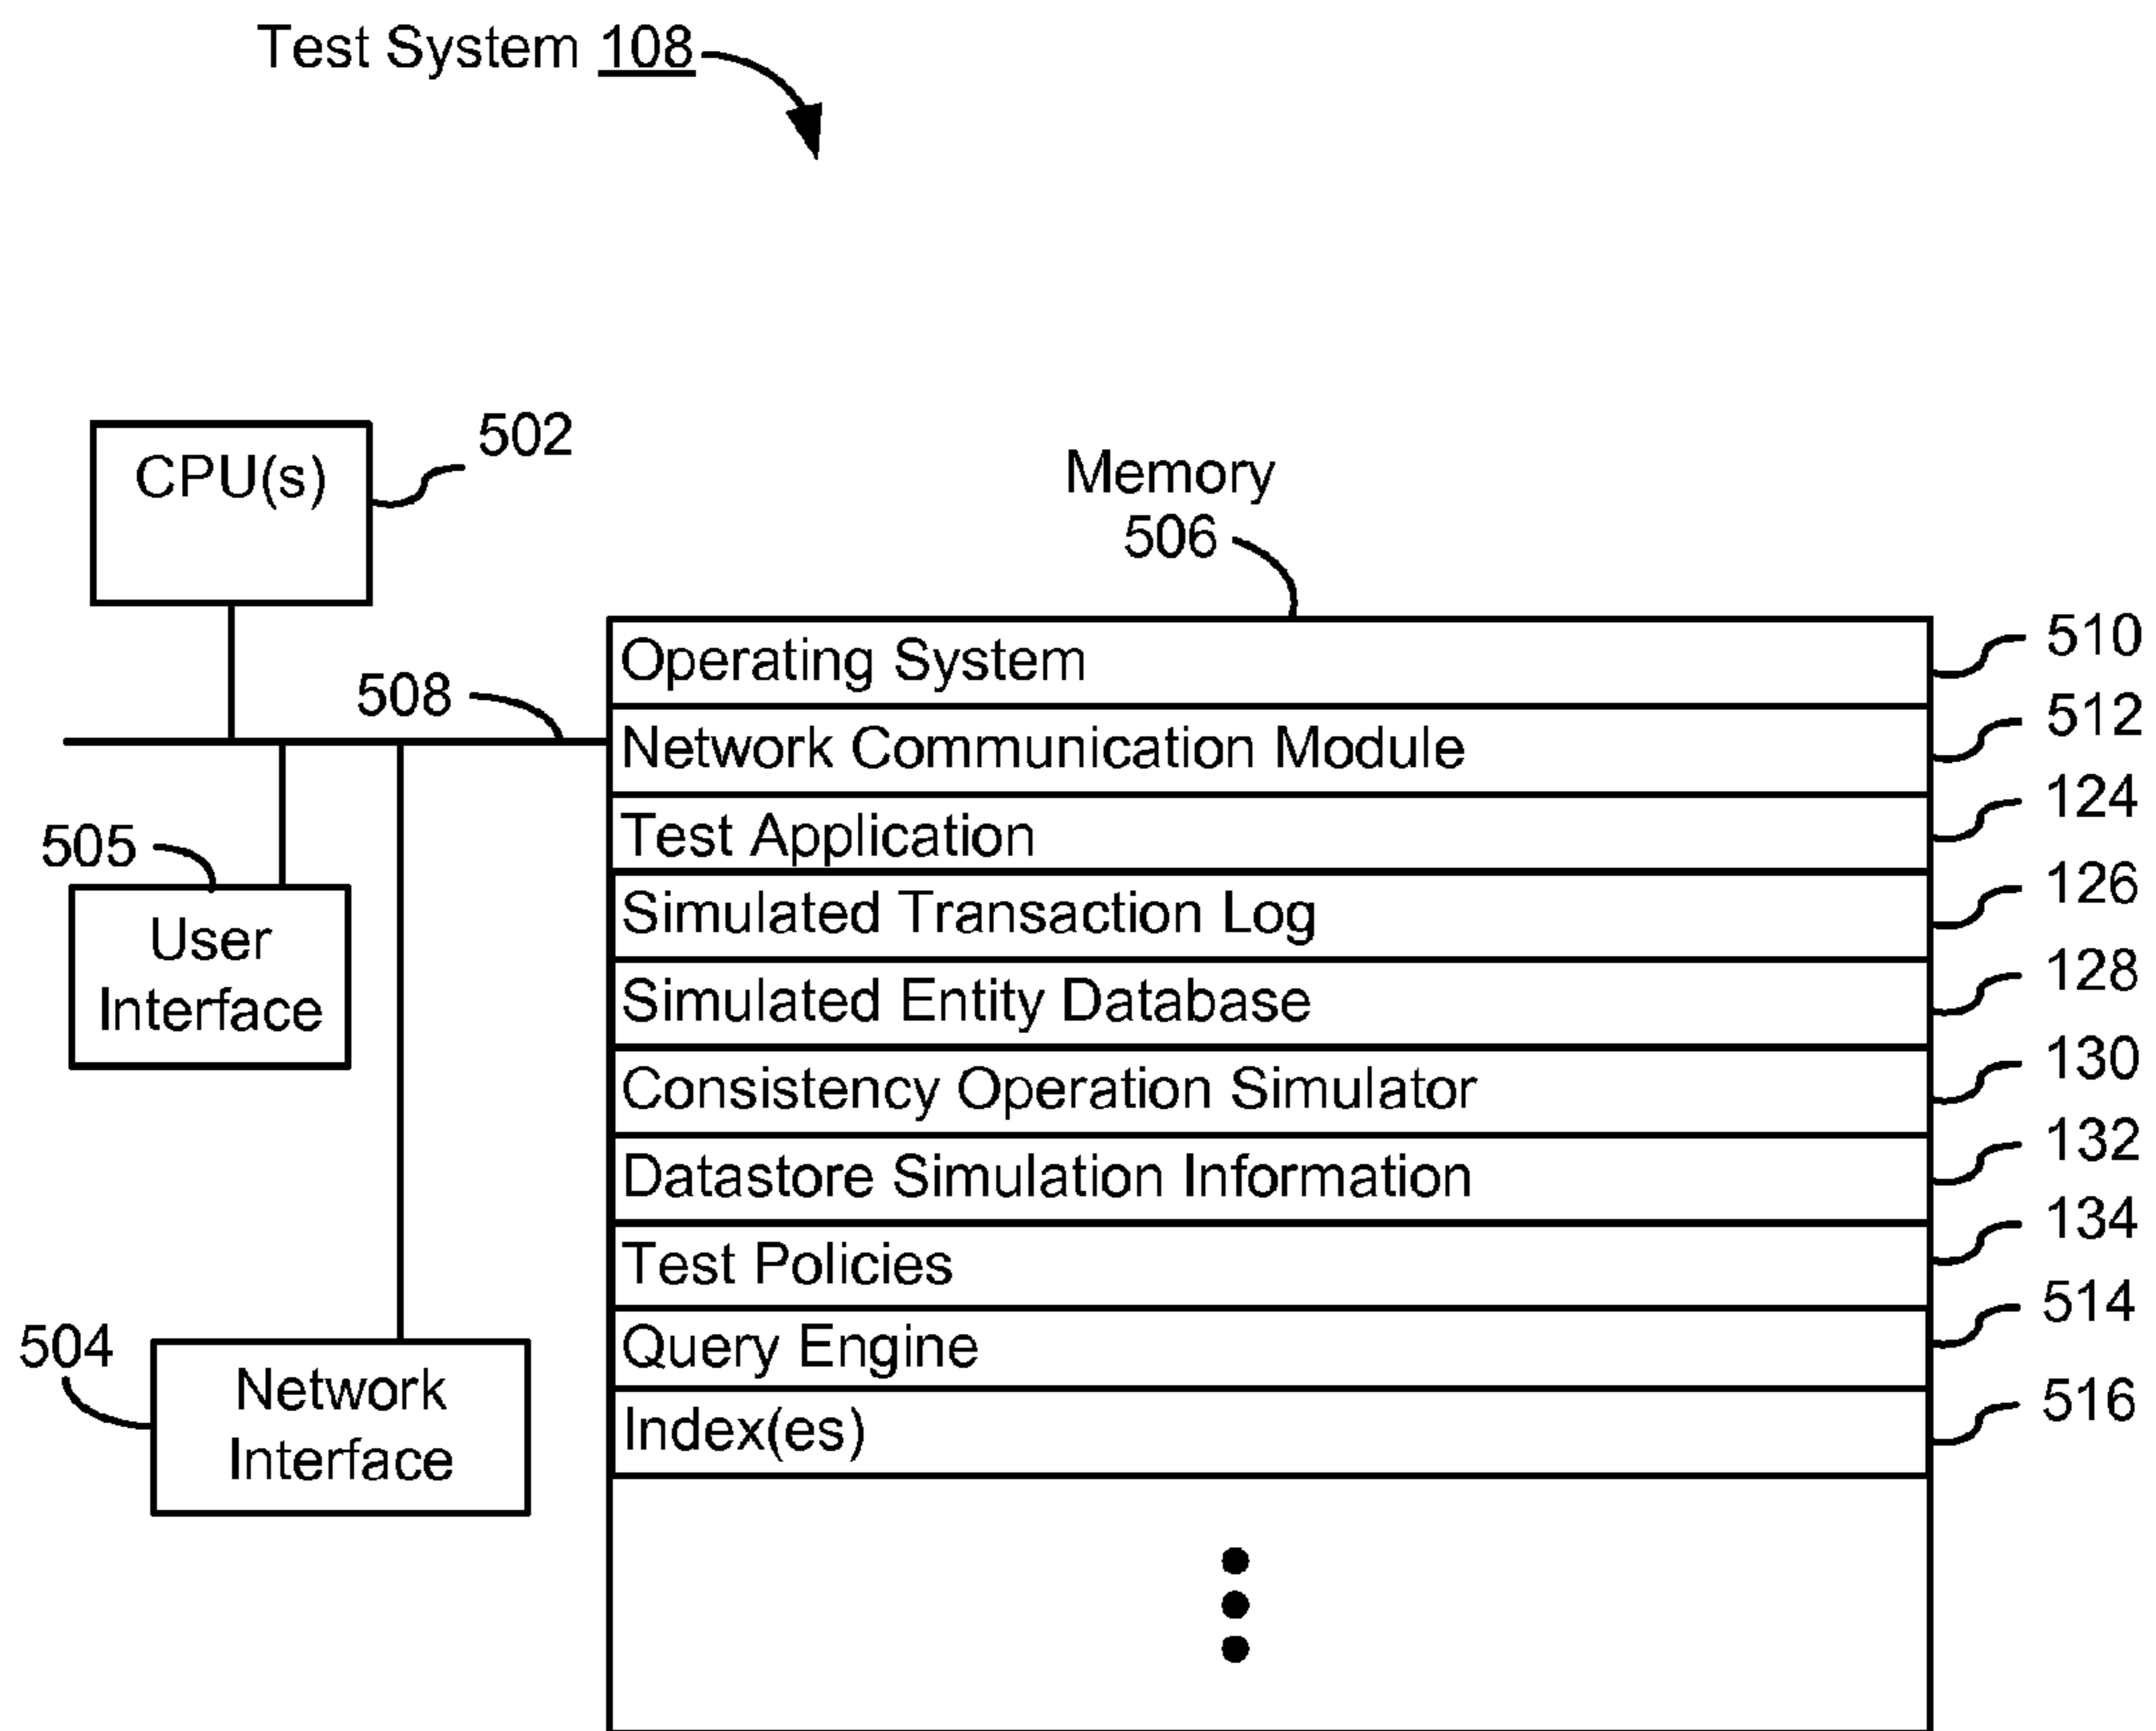 Test System 108
CPU(s)
502
Memory
506
508
Operating System
510
Network Communication Module
512
Test Application
124
505
User
Interface
Simulated Transaction Log
126
Simulated Entity Database
128
Consistency Operation Simulator
130
Datastore Simulation Information
132
Test Policies
134
504
Network
Interface
Query Engine
514
Index(es)
516